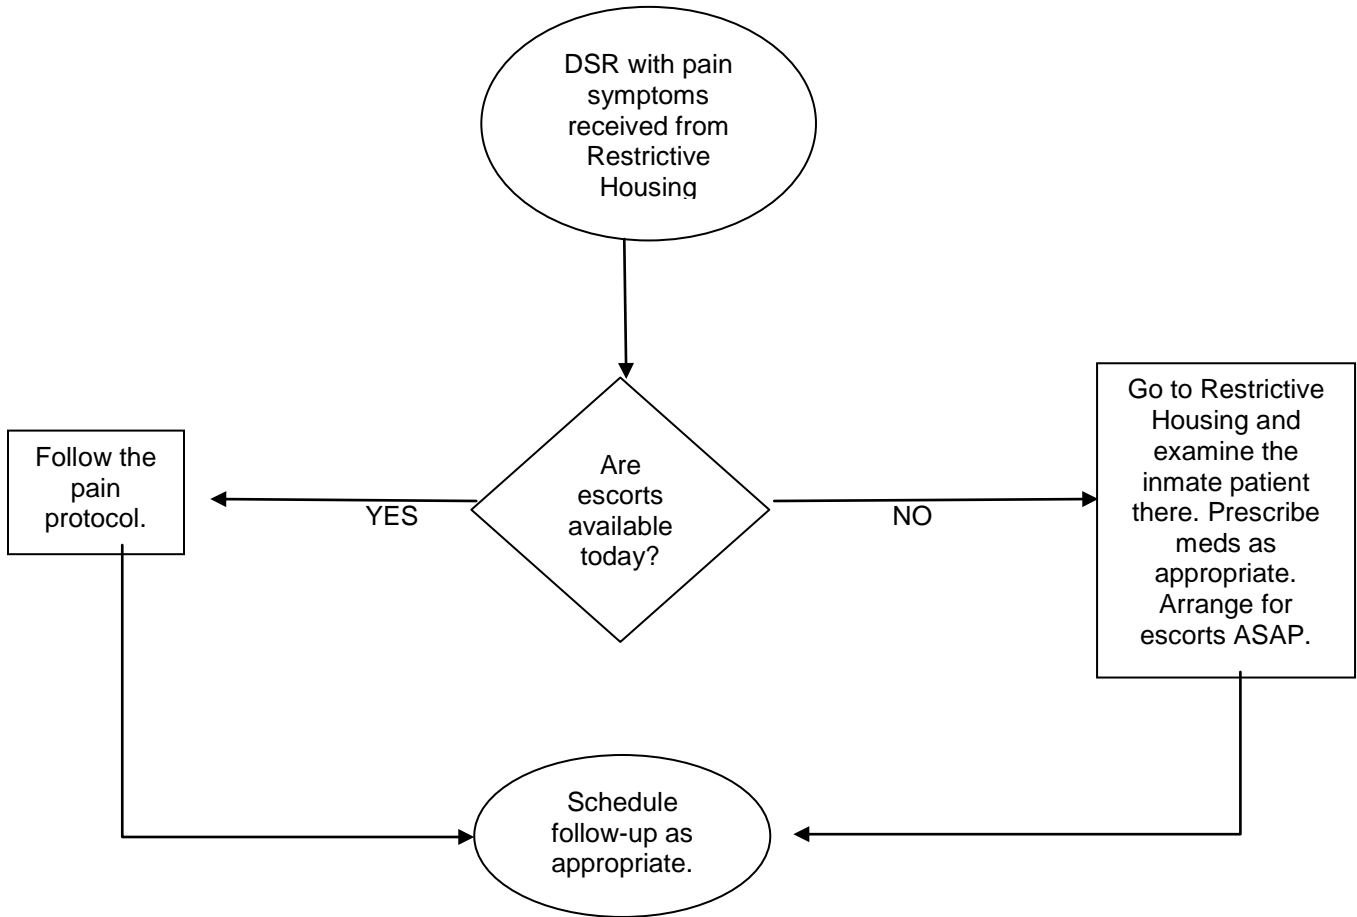 DSR with pain
symptoms
received from
Restrictive
Housing
Are
escorts
available
today?
YES
NO
Follow the
pain
protocol.
Go to Restrictive
Housing and
examine the
inmate patient
there. Prescribe
meds as
appropriate.
Arrange for
escorts ASAP.
Schedule
follow-up as
appropriate.